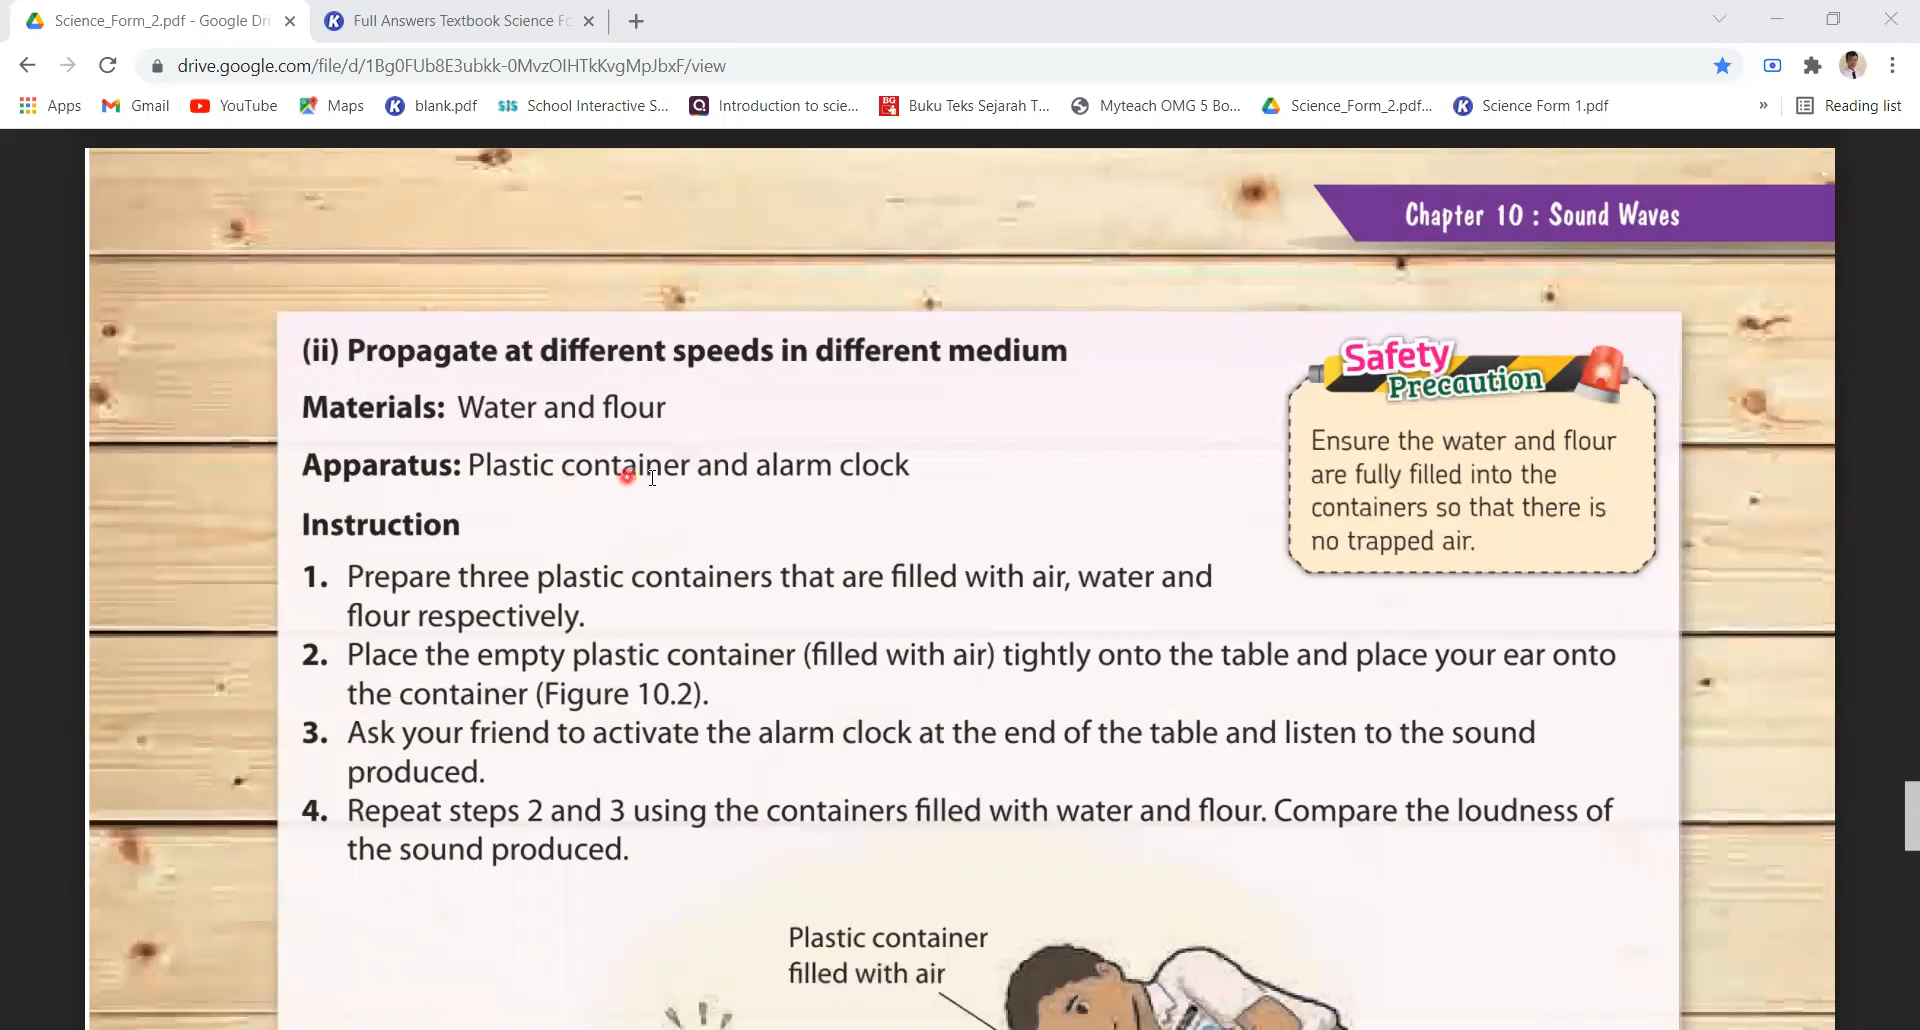 Science_Form_2.pdf - Google Dri
Full Answers Textbook Science Fo
drive.google.com/file/d/1Bg0FUb8E3ubkk-0MvzOIHTkKvgMpJbxF/view
Apps Gmail YouTube Maps blank.pdf School Interactive S... Introduction to scie... Buku Teks Sejarah T... Myteach OMG 5 Bo... Science_Form_2.pdf... Science Form 1.pdf » Reading list
Chapter 10 : Sound Waves
(ii) Propagate at different speeds in different medium
Materials: Water and flour
Apparatus: Plastic container and alarm clock
Safety
Precaution
Ensure the water and flour
are fully filled into the
containers so that there is
no trapped air.
Instruction
1. Prepare three plastic containers that are filled with air, water and
flour respectively.
2. Place the empty plastic container (filled with air) tightly onto the table and place your ear onto
the container (Figure 10.2).
3. Ask your friend to activate the alarm clock at the end of the table and listen to the sound
produced.
4. Repeat steps 2 and 3 using the containers filled with water and flour. Compare the loudness of
the sound produced.
Plastic container
filled with air